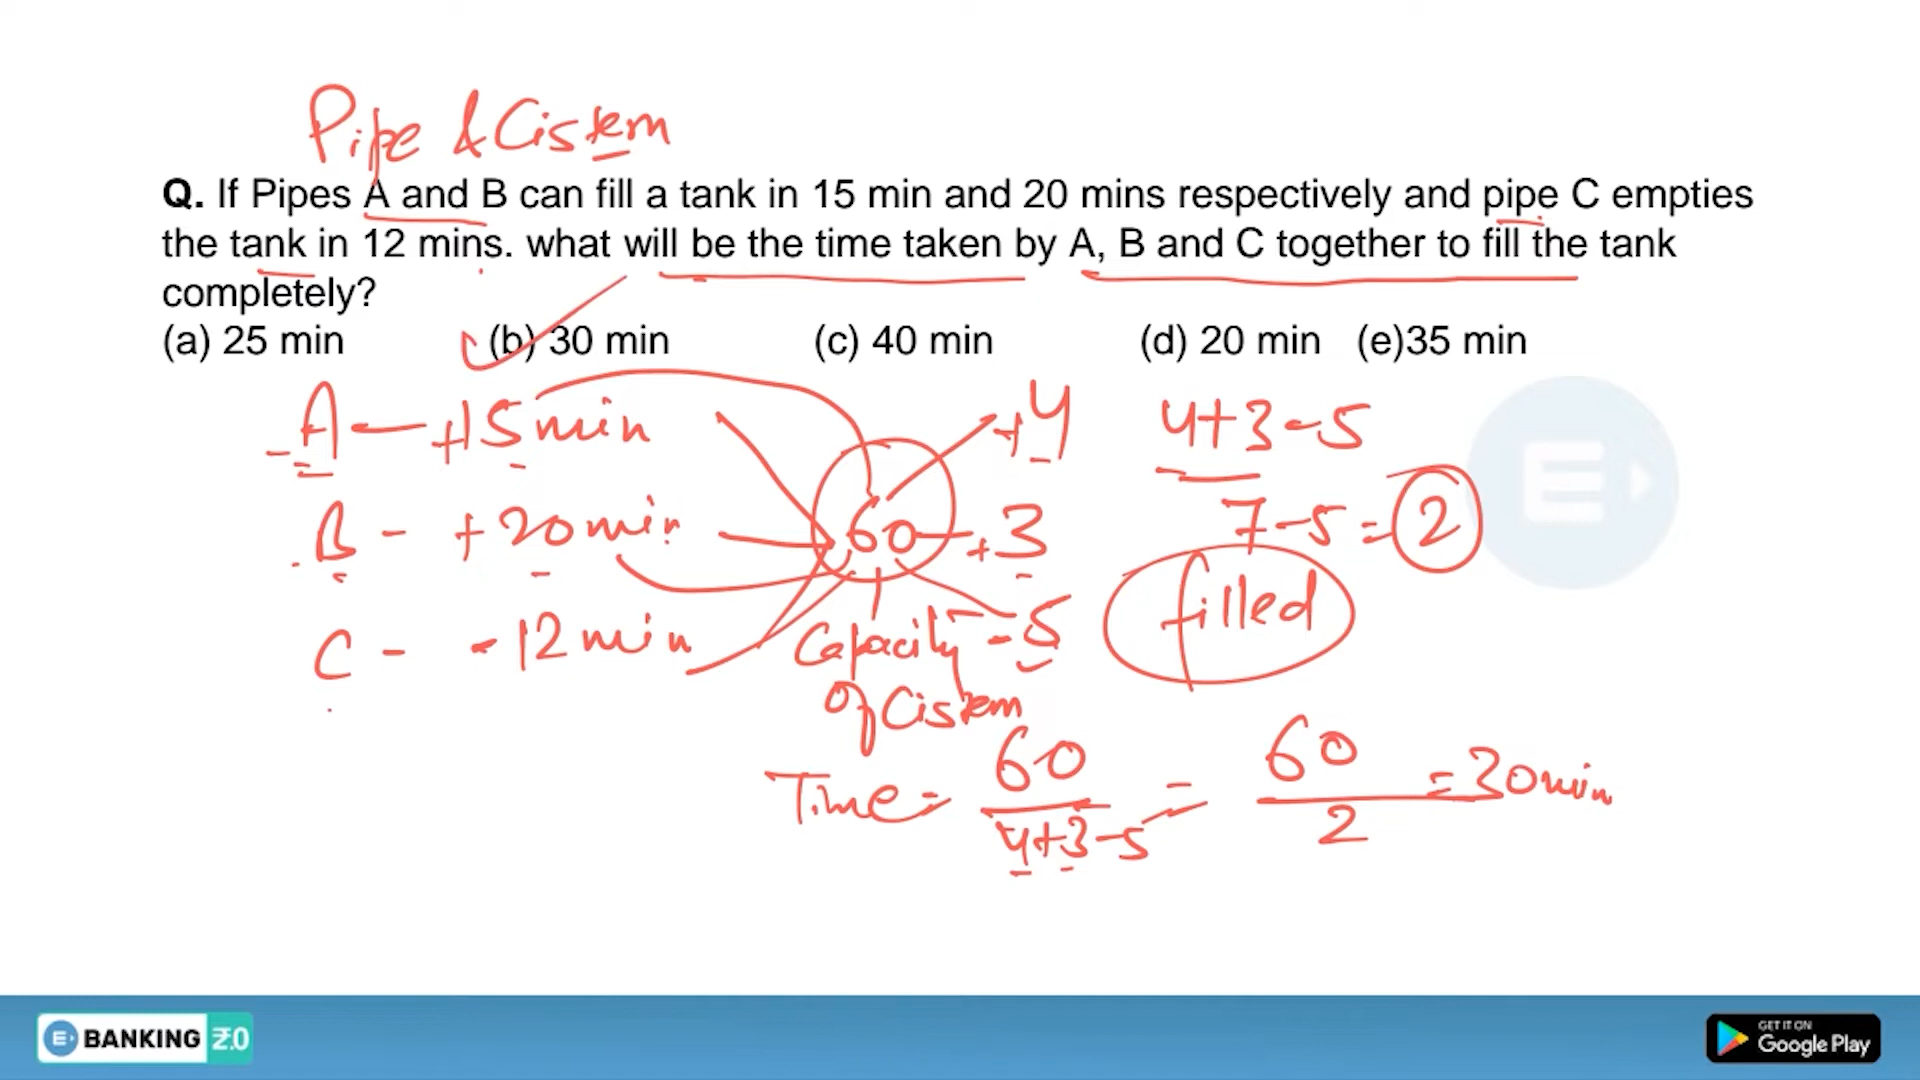 Pipe & Cistern
Q. If Pipes A and B can fill a tank in 15 min and 20 mins respectively and pipe C empties
the tank in 12 mins. what will be the time taken by A, B and C together to fill the tank
completely?
(a) 25 min (b) 30 min (c) 40 min (d) 20 min (e)35 min
A - +15 min +4 4+3-5
B - +20 min 60 +3 7-5=2
C - -12 min -5 filled
Capacity
of Cistern
Time = 60/4+3-5 = 60/2 = 30 min
BANKING ₹.0
GET IT ON
Google Play